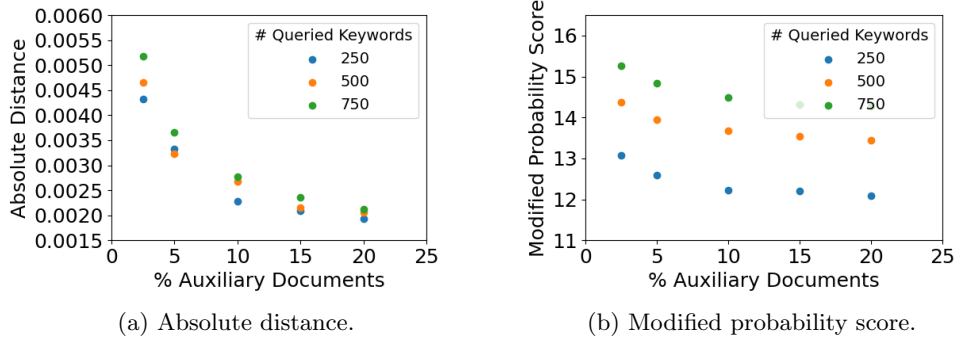 0.0060
0.0055
0.0050
0.0045
0.0040
0.0035
0.0030
0.0025
0.0020
0.0015
Absolute Distance
# Queried Keywords
250
500
750
0 5 10 15 20 25
% Auxiliary Documents
(a) Absolute distance.
16
15
14
13
12
11
Modified Probability Score
# Queried Keywords
250
500
750
0 5 10 15 20 25
% Auxiliary Documents
(b) Modified probability score.